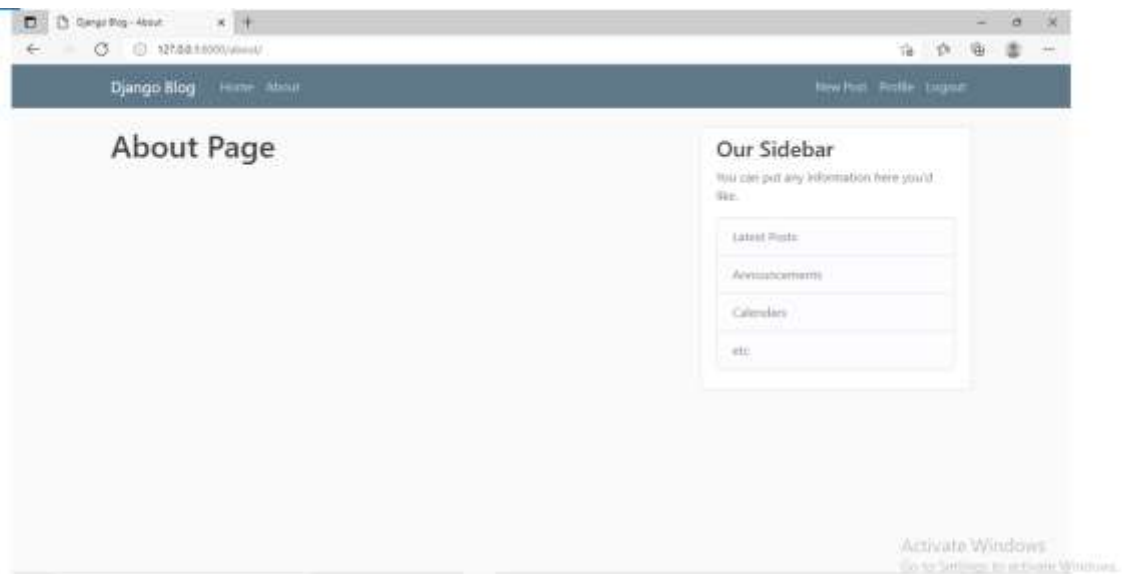 Django Blog - About
127.0.0.1:8000/about/
Django Blog Home About
New Post Profile Logout
About Page
Our Sidebar
You can put any information here you'd
like.
Latest Posts
Announcements
Calendars
etc
Activate Windows
Go to Settings to activate Windows.